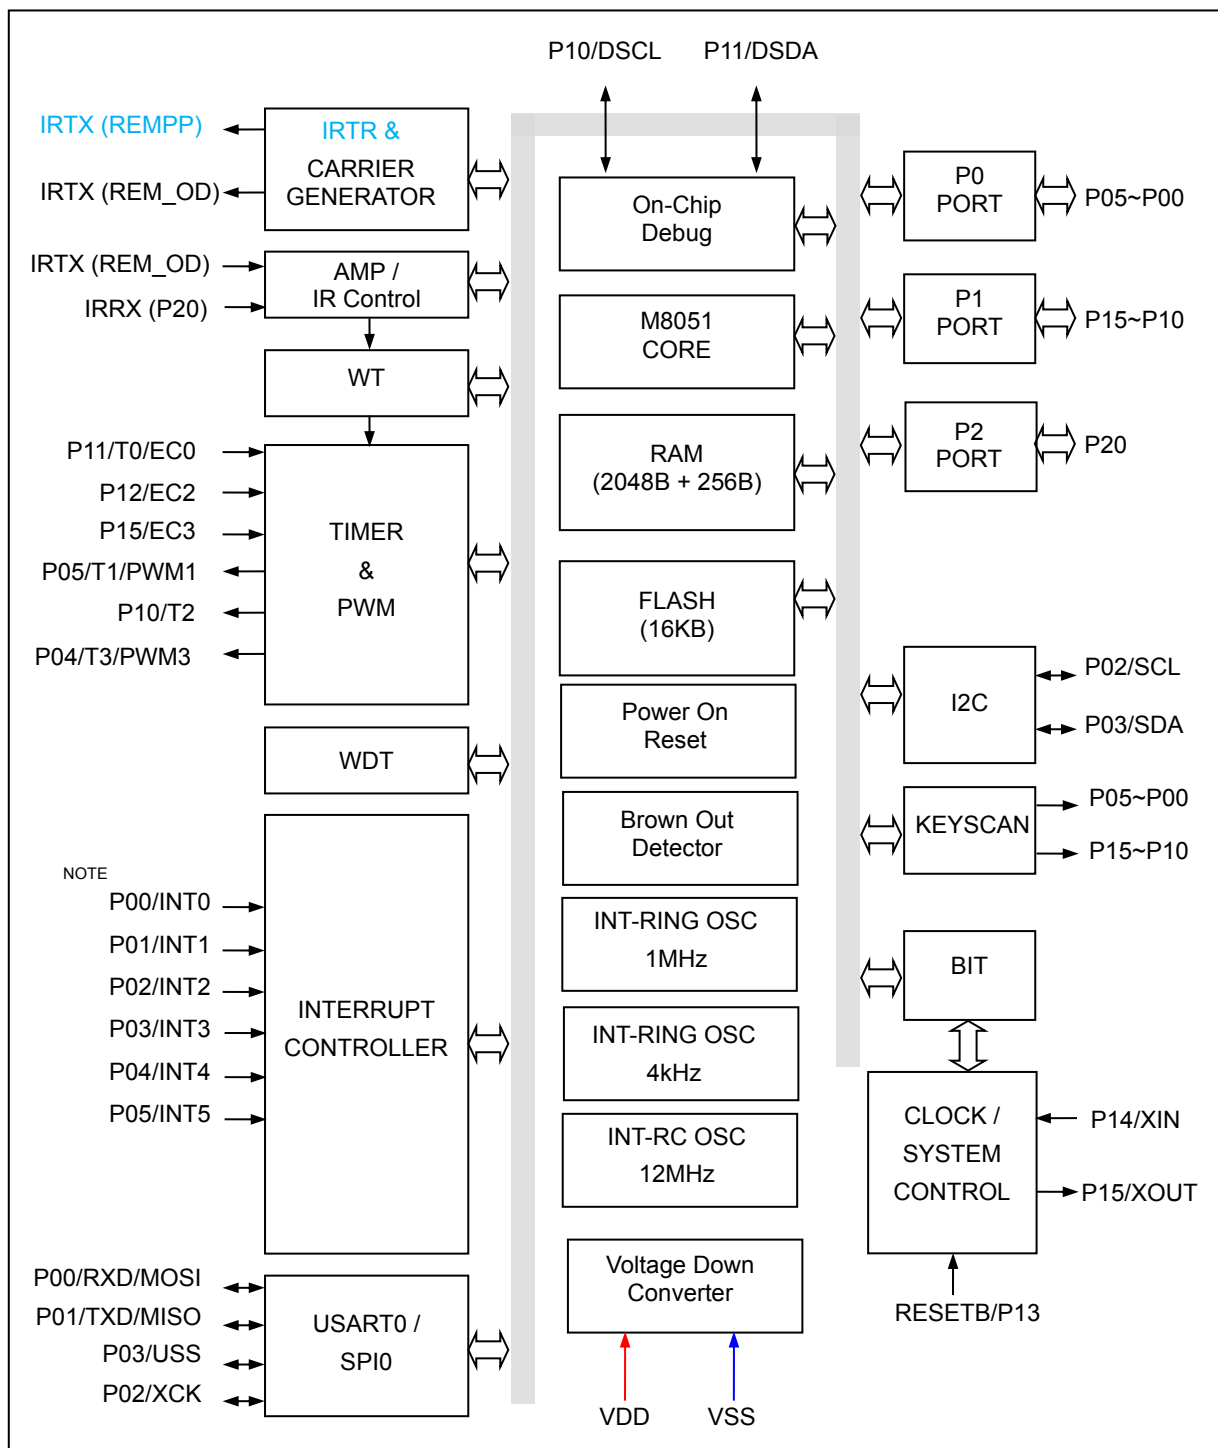 P10/DSCL
P11/DSDA
IRTX (REMPP)
IRTX (REM_OD)
IRTR &
CARRIER
GENERATOR
IRTX (REM_OD)
IRRX (P20)
AMP /
IR Control
WT
P11/T0/EC0
P12/EC2
P15/EC3
P05/T1/PWM1
P10/T2
P04/T3/PWM3
TIMER
&
PWM
WDT
NOTE
P00/INT0
P01/INT1
P02/INT2
P03/INT3
P04/INT4
P05/INT5
INTERRUPT
CONTROLLER
P00/RXD/MOSI
P01/TXD/MISO
P03/USS
P02/XCK
USART0 /
SPI0
On-Chip
Debug
M8051
CORE
RAM
(2048B + 256B)
FLASH
(16KB)
Power On
Reset
Brown Out
Detector
INT-RING OSC
1MHz
INT-RING OSC
4kHz
INT-RC OSC
12MHz
Voltage Down
Converter
VDD
VSS
P0
PORT
P05~P00
P1
PORT
P15~P10
P2
PORT
P20
I2C
P02/SCL
P03/SDA
KEYSCAN
P05~P00
P15~P10
BIT
CLOCK /
SYSTEM
CONTROL
P14/XIN
P15/XOUT
RESETB/P13